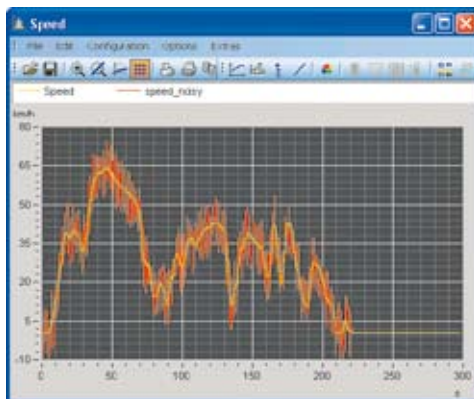 Speed
File Edit Configuration Options Extras
Speed speed_noisy
km/h
80
65
50
35
20
5
-10
0 50 100 150 200 250 300
s